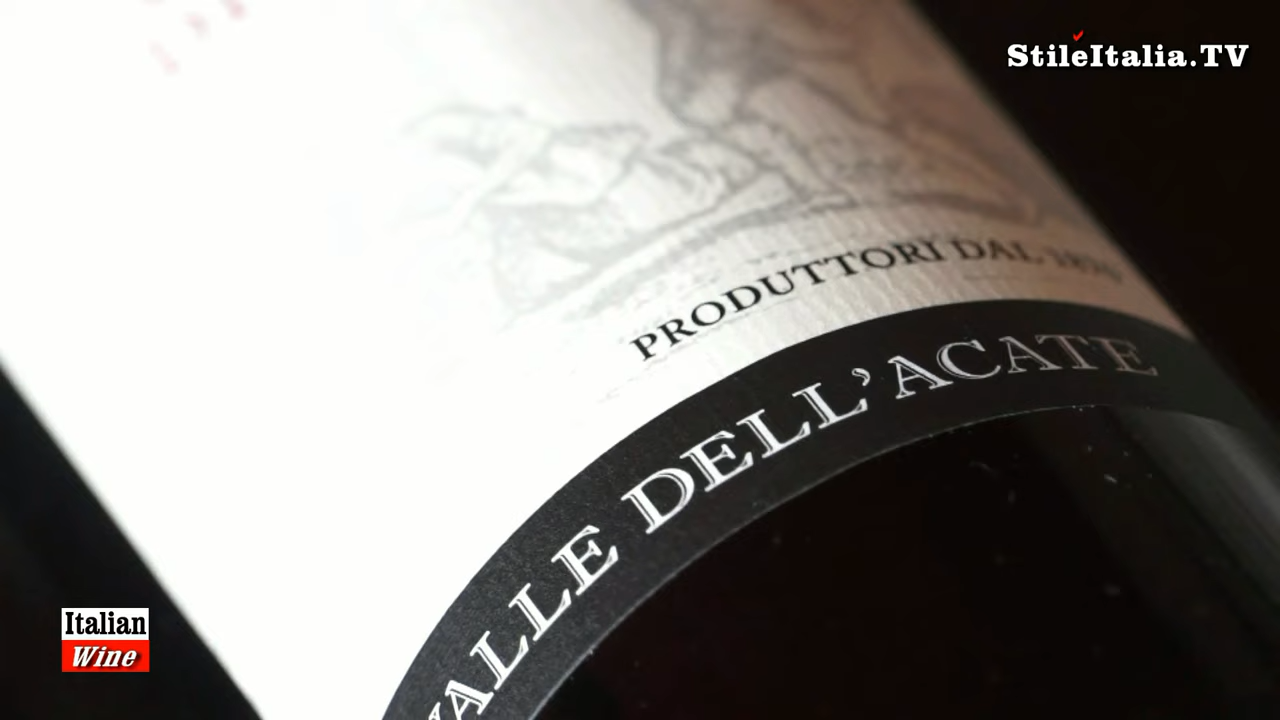 StileItalia.TV
PRODUTTORI DAL
VALLE DELL'ACATE
Italian
Wine